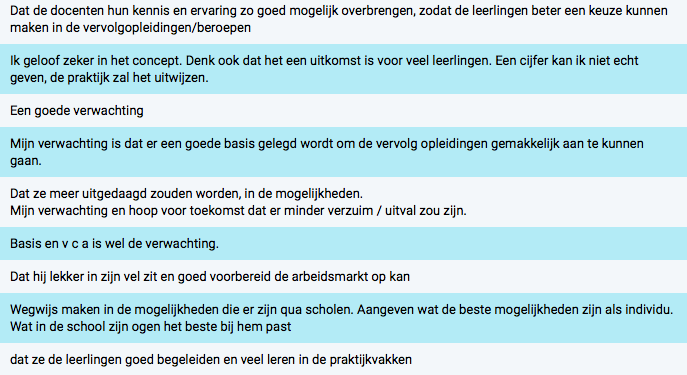 Dat de docenten hun kennis en ervaring zo goed mogelijk overbrengen, zodat de leerlingen beter een keuze kunnen
maken in de vervolgopleidingen/beroepen
Ik geloof zeker in het concept. Denk ook dat het een uitkomst is voor veel leerlingen. Een cijfer kan ik niet echt
geven, de praktijk zal het uitwijzen.
Een goede verwachting
Mijn verwachting is dat er een goede basis gelegd wordt om de vervolg opleidingen gemakkelijk aan te kunnen
gaan.
Dat ze meer uitgedaagd zouden worden, in de mogelijkheden.
Mijn verwachting en hoop voor toekomst dat er minder verzuim / uitval zou zijn.
Basis en v c a is wel de verwachting.
Dat hij lekker in zijn vel zit en goed voorbereid de arbeidsmarkt op kan
Wegwijs maken in de mogelijkheden die er zijn qua scholen. Aangeven wat de beste mogelijkheden zijn als individu.
Wat in de school zijn ogen het beste bij hem past
dat ze de leerlingen goed begeleiden en veel leren in de praktijkvakken